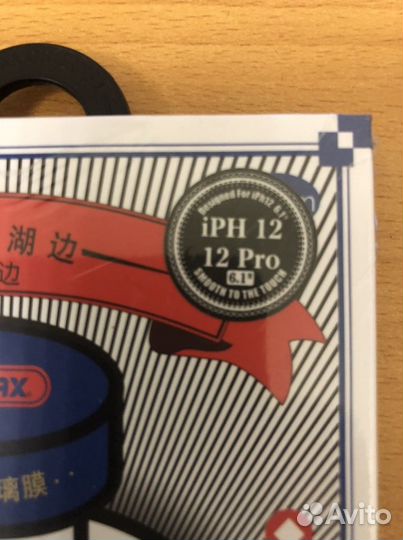 Designed For iPH12 6.1"
iPH 12
12 Pro
6.1"
SMOOTH TO THE TOUCH
湖边
边
AX
璃膜··
Avito